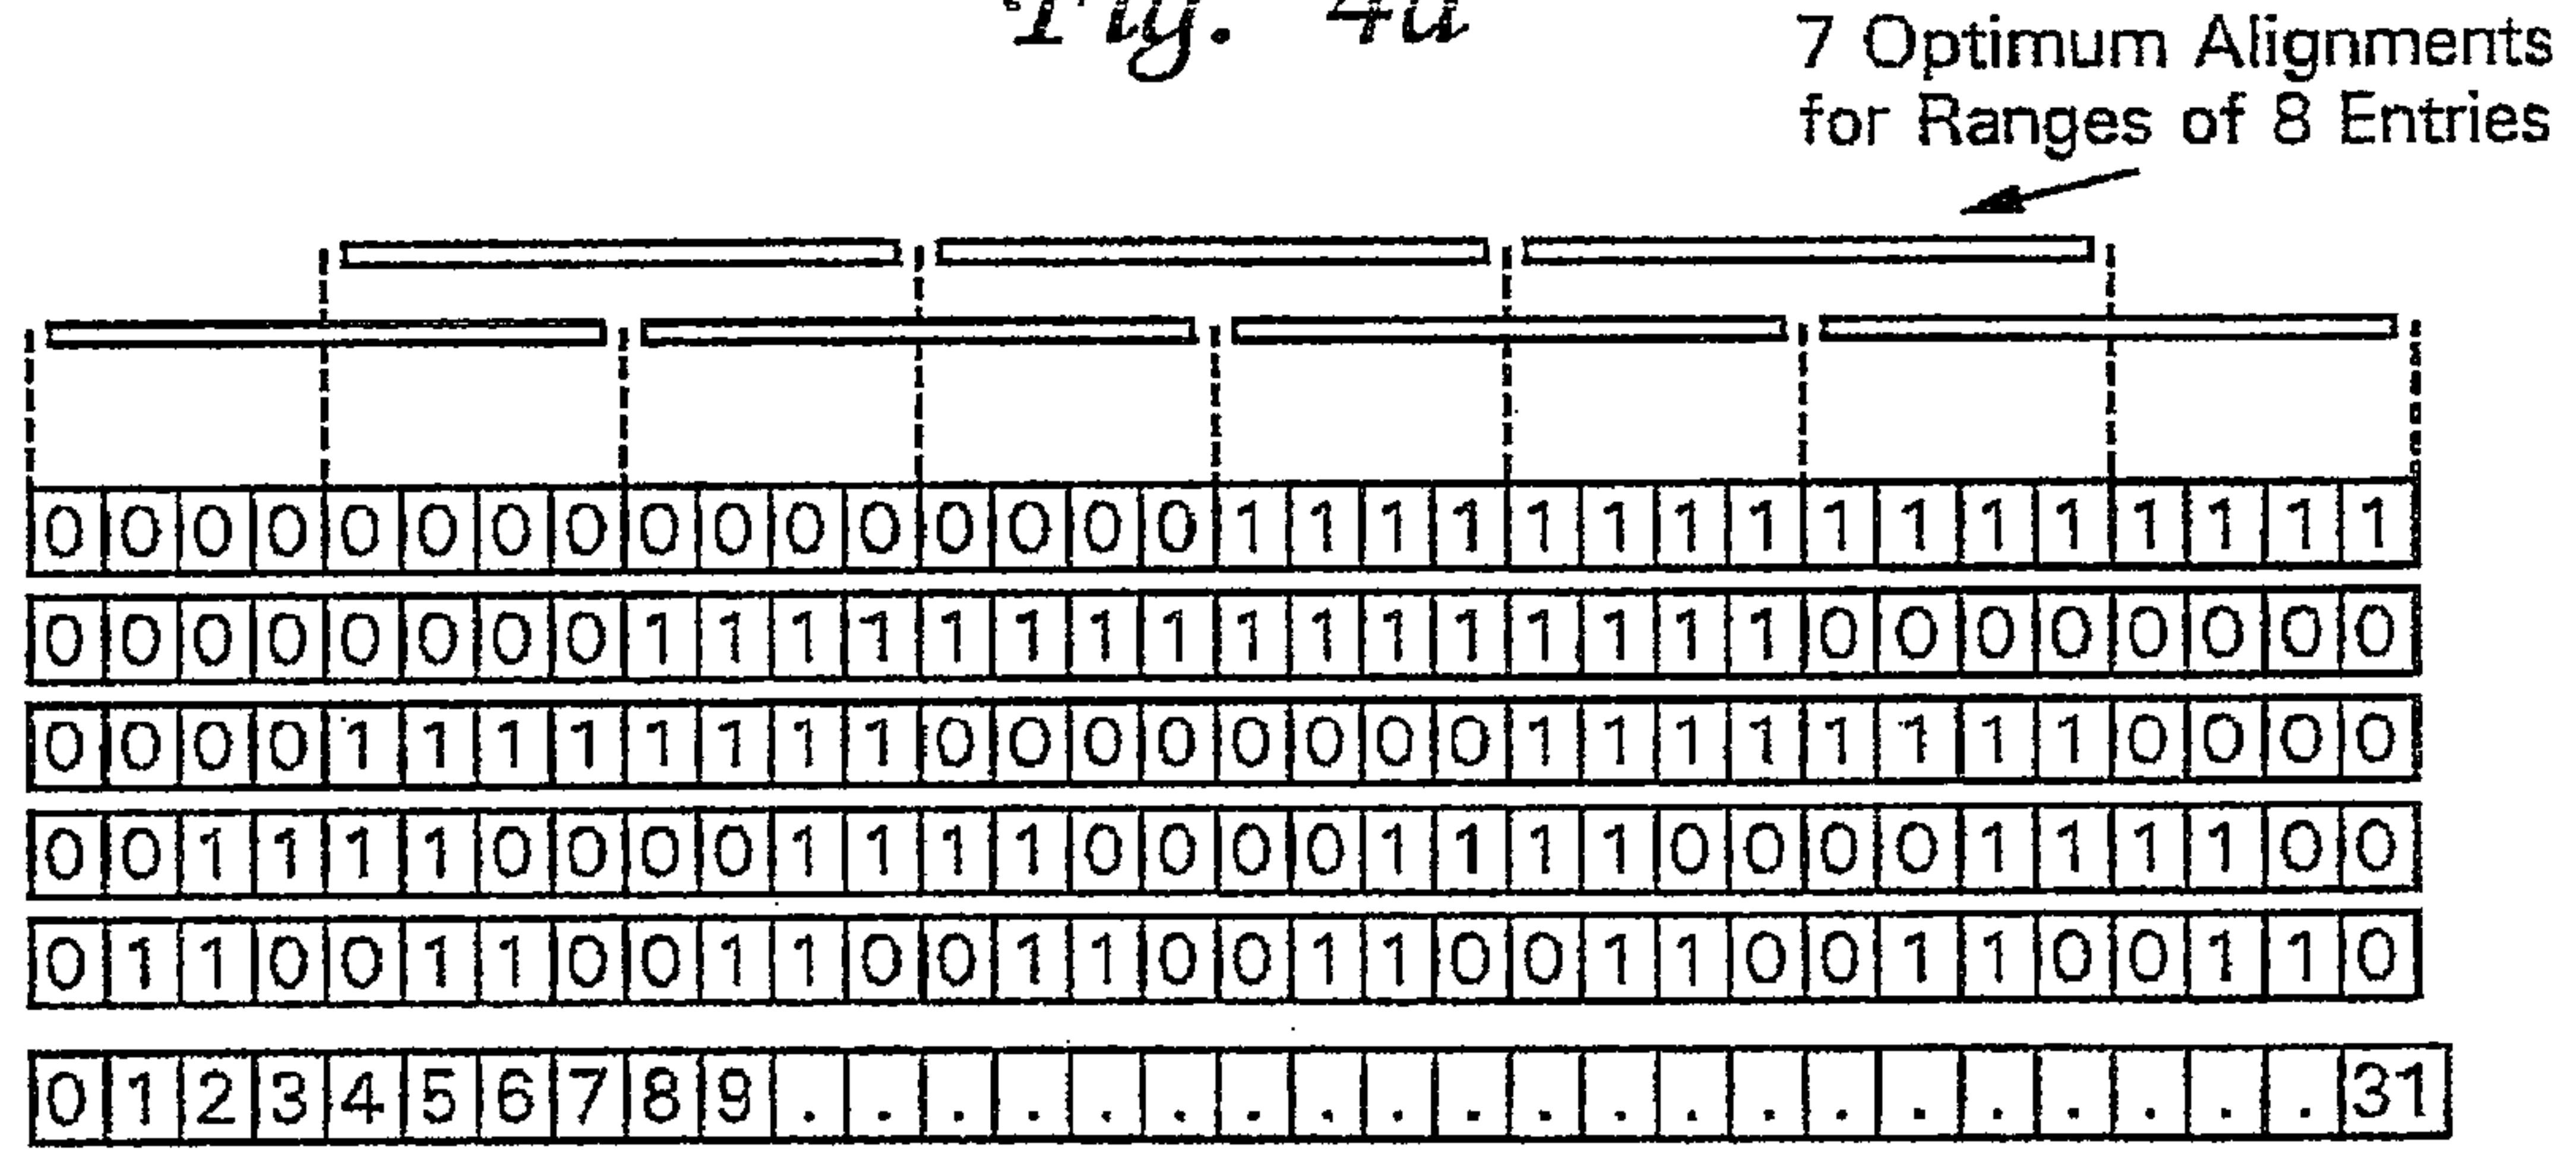 Fig. 4a
7 Optimum Alignments
for Ranges of 8 Entries
0 0 0 0 0 0 0 0 0 0 0 0 0 0 0 0 1 1 1 1 1 1 1 1 1 1 1 1 1 1 1 1
0 0 0 0 0 0 0 0 1 1 1 1 1 1 1 1 1 1 1 1 1 1 1 1 0 0 0 0 0 0 0 0
0 0 0 0 1 1 1 1 1 1 1 1 0 0 0 0 0 0 0 0 1 1 1 1 1 1 1 1 0 0 0 0
0 0 1 1 1 1 0 0 0 0 1 1 1 1 0 0 0 0 1 1 1 1 0 0 0 0 1 1 1 1 0 0
0 1 1 0 0 1 1 0 0 1 1 0 0 1 1 0 0 1 1 0 0 1 1 0 0 1 1 0 0 1 1 0
0 1 2 3 4 5 6 7 8 9 . . . . . . . . . . . . . . . . . . . . . 31